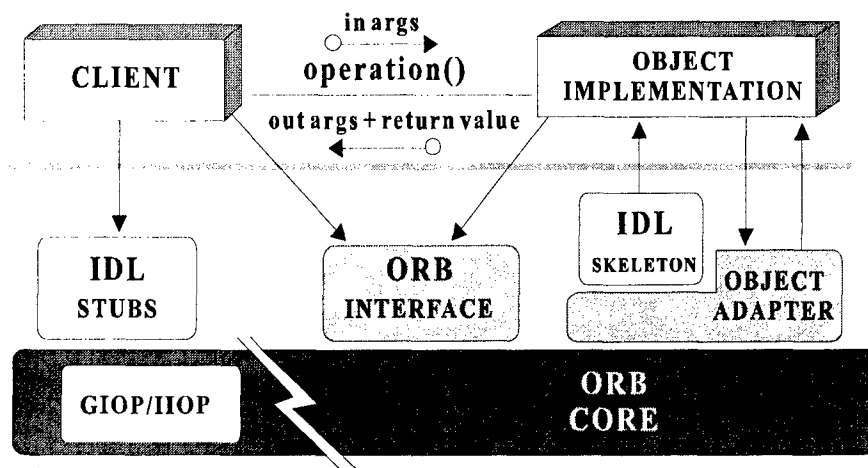 in args
CLIENT
operation()
OBJECT
IMPLEMENTATION
out args + return value
IDL
STUBS
ORB
INTERFACE
IDL
SKELETON
OBJECT
ADAPTER
GIOP/IIOP
ORB
CORE